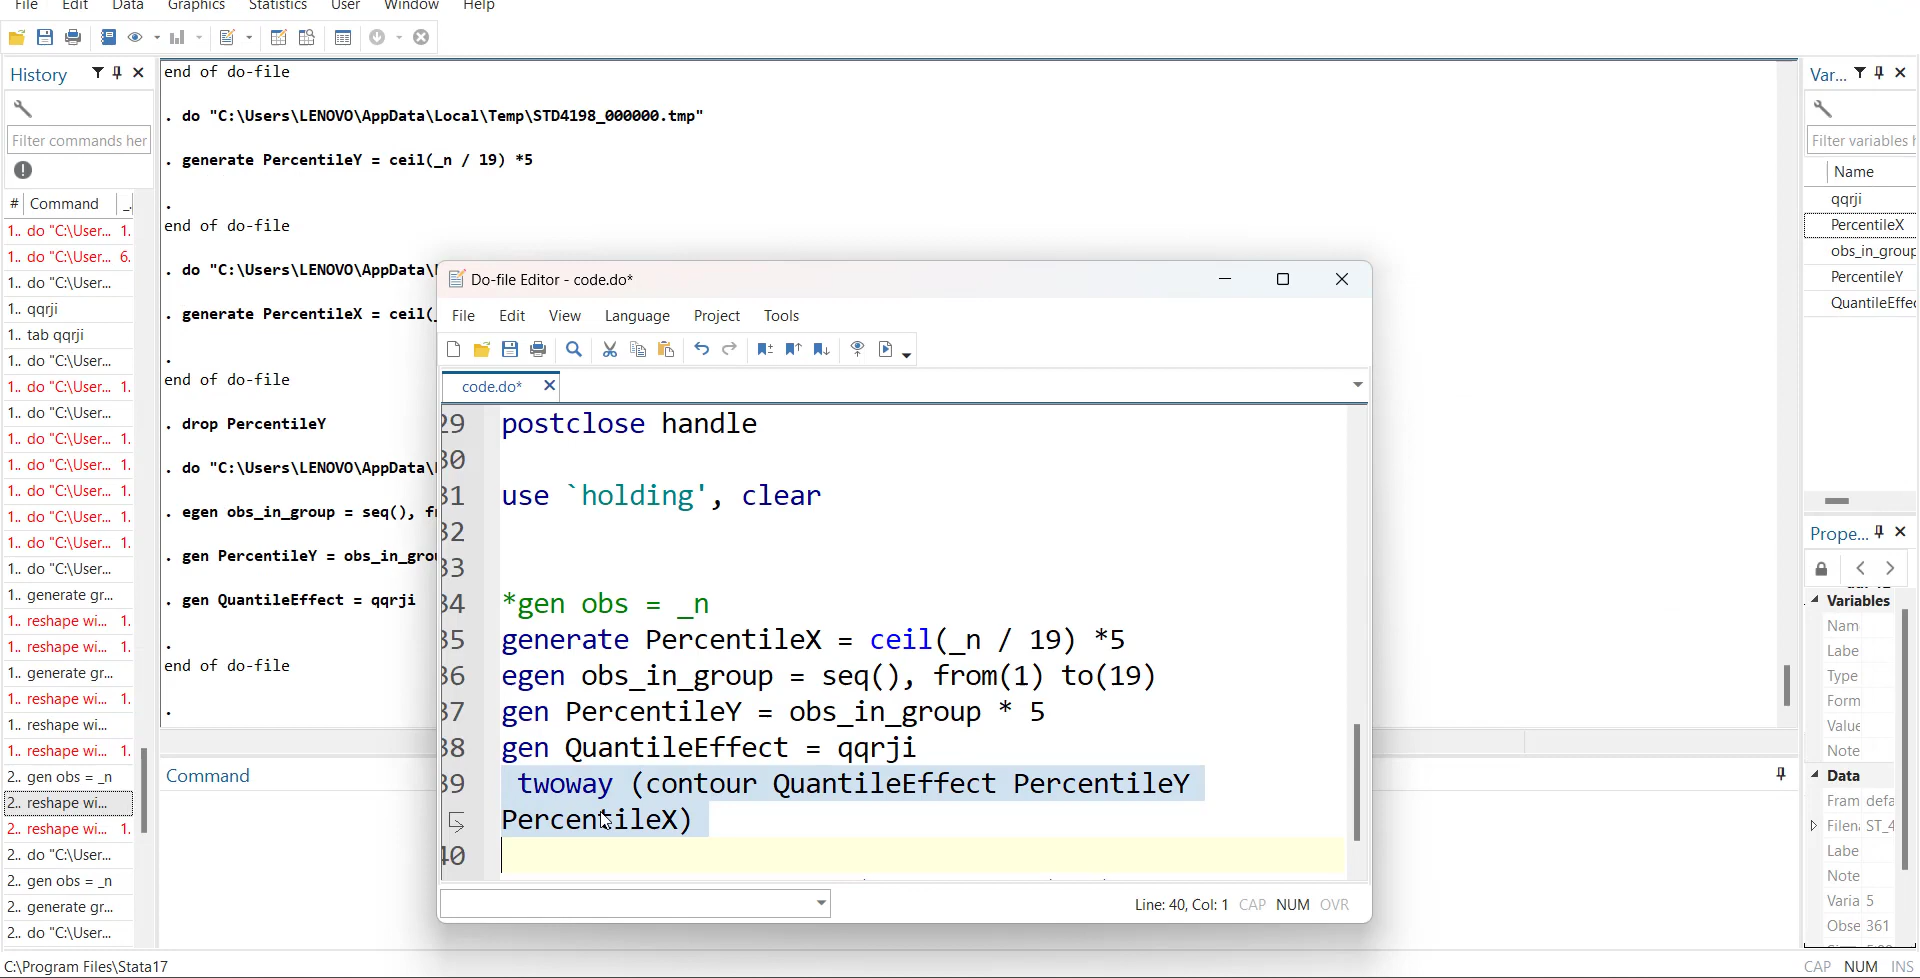 File Edit Data Graphics Statistics User Window Help
History
Filter commands her
# Command
1.. do "C:\User... 1.
1.. do "C:\User... 6.
1.. do "C:\User...
1.. qqrji
1.. tab qqrji
1.. do "C:\User...
1.. do "C:\User... 1.
1.. do "C:\User...
1.. do "C:\User... 1.
1.. do "C:\User... 1.
1.. do "C:\User... 1.
1.. do "C:\User... 1.
1.. do "C:\User... 1.
1.. do "C:\User...
1.. generate gr...
1.. reshape wi... 1.
1.. reshape wi... 1.
1.. generate gr...
1.. reshape wi... 1.
1.. reshape wi...
1.. reshape wi... 1.
2.. gen obs = _n
2.. reshape wi...
2.. reshape wi... 1.
2.. do "C:\User...
2.. gen obs = _n
2.. generate gr...
2.. do "C:\User...
end of do-file
. do "C:\Users\LENOVO\AppData\Local\Temp\STD4198_000000.tmp"
. generate PercentileY = ceil(_n / 19) *5
.
end of do-file
. do "C:\Users\LENOVO\AppData\
. generate PercentileX = ceil(
.
end of do-file
. drop PercentileY
. do "C:\Users\LENOVO\AppData\
. egen obs_in_group = seq(), f
. gen PercentileY = obs_in_gro
. gen QuantileEffect = qqrji
.
end of do-file
.
Command
Do-file Editor - code.do*
File Edit View Language Project Tools
code.do*
29 postclose handle
30
31 use `holding', clear
32
33
34 *gen obs = _n
35 generate PercentileX = ceil(_n / 19) *5
36 egen obs_in_group = seq(), from(1) to(19)
37 gen PercentileY = obs_in_group * 5
38 gen QuantileEffect = qqrji
39 twoway (contour QuantileEffect PercentileY
PercentileX)
40
Line: 40, Col: 1 CAP NUM OVR
Var...
Filter variables h
Name
qqrji
PercentileX
obs_in_group
PercentileY
QuantileEffec
Prope...
Variables
Nam
Labe
Type
Form
Value
Note
Data
Fram defa
Filen ST_4
Labe
Note
Varia 5
Obse 361
C:\Program Files\Stata17
CAP NUM INS